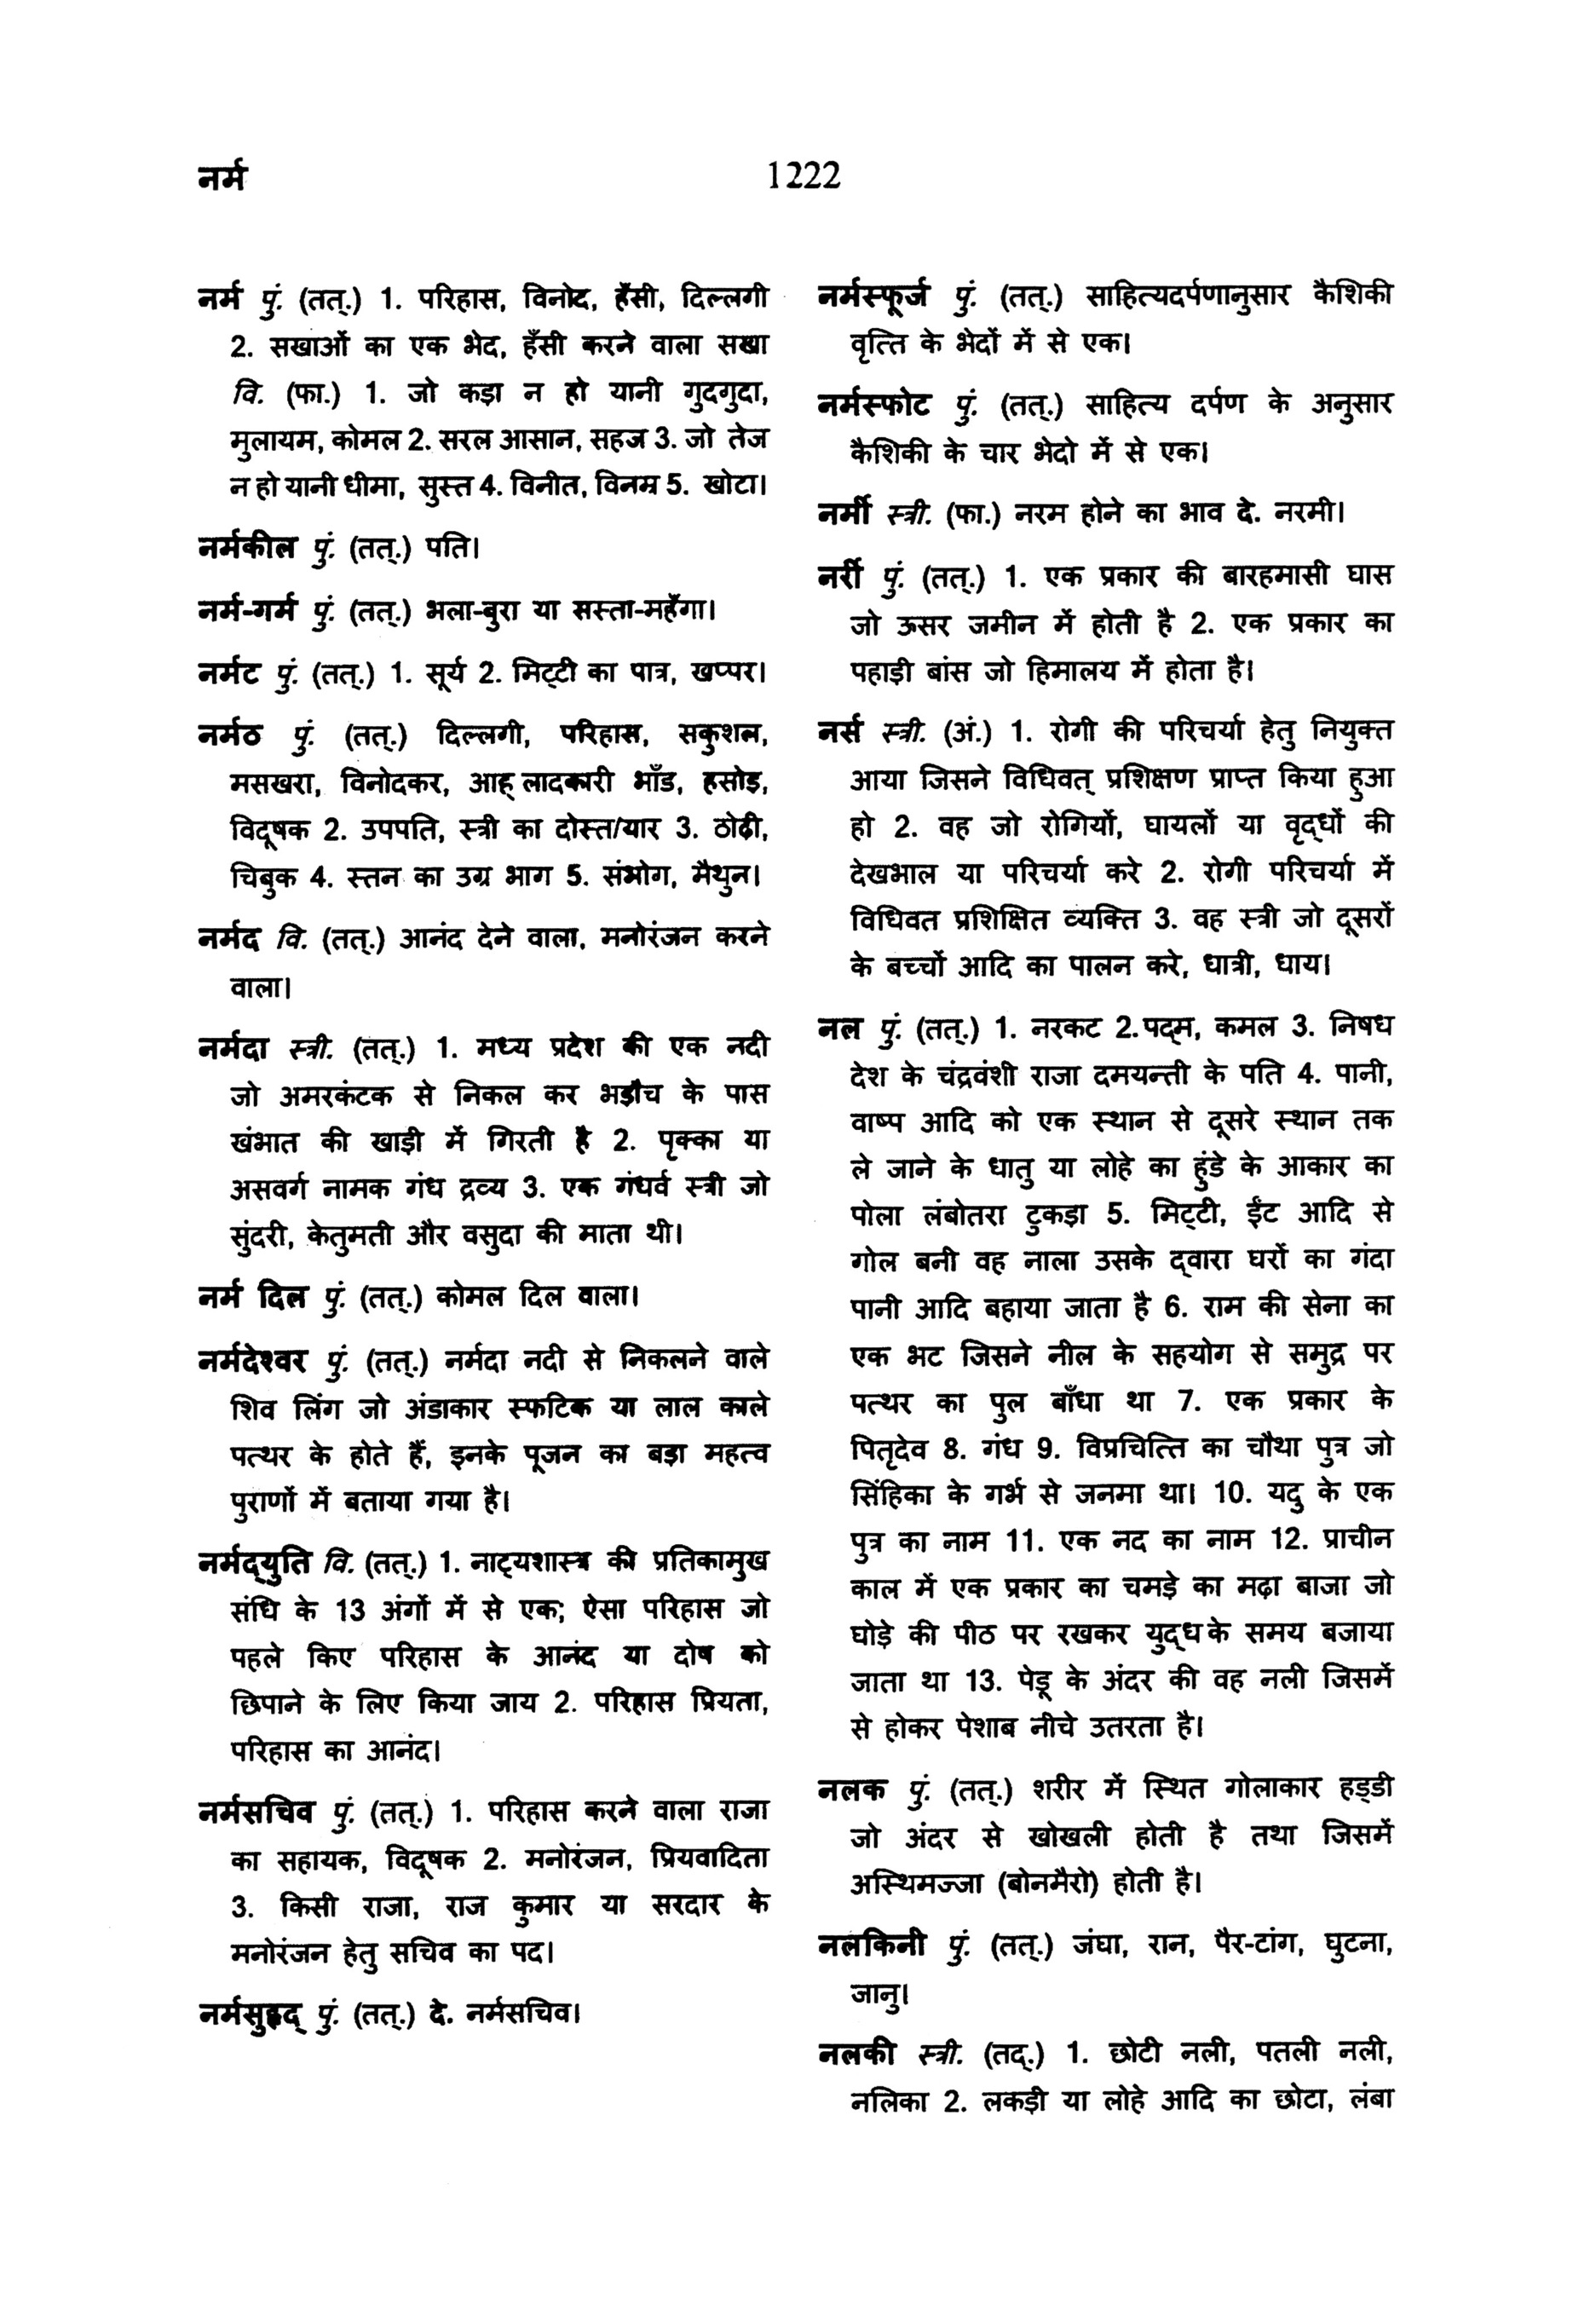 नर्म
1222
नर्म पुं. (तत्.) 1. परिहास, विनोद, हँसी, दिल्लगी
2. सखाओं का एक भेद, हँसी करने वाला सखा
वि. (फा.) 1. जो कड़ा न हो यानी गुदगुदा,
मुलायम, कोमल 2. सरल आसान, सहज 3. जो तेज
न हो यानी धीमा, सुस्त 4. विनीत, विनम्र 5. खोटा।
नर्मकील पुं. (तत्.) पति।
नर्म-गर्म पुं. (तत्.) भला-बुरा या सस्ता-महँगा।
नर्मट पुं. (तत्.) 1. सूर्य 2. मिट्टी का पात्र, खप्पर।
नर्मठ पुं. (तत्.) दिल्लगी, परिहास, सकुशल,
मसखरा, विनोदकर, आह्लादकारी भाँड, हसोड़,
विदूषक 2. उपपति, स्त्री का दोस्त/यार 3. ठोढ़ी,
चिबुक 4. स्तन का उग्र भाग 5. संभोग, मैथुन।
नर्मद वि. (तत्.) आनंद देने वाला, मनोरंजन करने
वाला।
नर्मदा स्त्री. (तत्.) 1. मध्य प्रदेश की एक नदी
जो अमरकंटक से निकल कर भड़ौच के पास
खंभात की खाड़ी में गिरती है 2. पृक्का या
असवर्ग नामक गंध द्रव्य 3. एक गंधर्व स्त्री जो
सुंदरी, केतुमती और वसुदा की माता थी।
नर्म दिल पुं. (तत्.) कोमल दिल वाला।
नर्मदेश्वर पुं. (तत्.) नर्मदा नदी से निकलने वाले
शिव लिंग जो अंडाकार स्फटिक या लाल काले
पत्थर के होते हैं, इनके पूजन का बड़ा महत्व
पुराणों में बताया गया है।
नर्मद्युति वि. (तत्.) 1. नाट्यशास्त्र की प्रतिकामुख
संधि के 13 अंगों में से एक; ऐसा परिहास जो
पहले किए परिहास के आनंद या दोष को
छिपाने के लिए किया जाय 2. परिहास प्रियता,
परिहास का आनंद।
नर्मसचिव पुं. (तत्.) 1. परिहास करने वाला राजा
का सहायक, विदूषक 2. मनोरंजन, प्रियवादिता
3. किसी राजा, राज कुमार या सरदार के
मनोरंजन हेतु सचिव का पद।
नर्मसुहृद् पुं. (तत्.) दे. नर्मसचिव।
नर्मस्फूर्ज पुं. (तत्.) साहित्यदर्पणानुसार कैशिकी
वृत्ति के भेदों में से एक।
नर्मस्फोट पुं. (तत्.) साहित्य दर्पण के अनुसार
कैशिकी के चार भेदो में से एक।
नर्मी स्त्री. (फा.) नरम होने का भाव दे. नरमी।
नर्री पुं. (तत्.) 1. एक प्रकार की बारहमासी घास
जो ऊसर जमीन में होती है 2. एक प्रकार का
पहाड़ी बांस जो हिमालय में होता है।
नर्स स्त्री. (अं.) 1. रोगी की परिचर्या हेतु नियुक्त
आया जिसने विधिवत् प्रशिक्षण प्राप्त किया हुआ
हो 2. वह जो रोगियों, घायलों या वृद्धों की
देखभाल या परिचर्या करे 2. रोगी परिचर्या में
विधिवत प्रशिक्षित व्यक्ति 3. वह स्त्री जो दूसरों
के बच्चों आदि का पालन करे, धात्री, धाय।
नल पुं. (तत्.) 1. नरकट 2.पद्म, कमल 3. निषध
देश के चंद्रवंशी राजा दमयन्ती के पति 4. पानी,
वाष्प आदि को एक स्थान से दूसरे स्थान तक
ले जाने के धातु या लोहे का हुंडे के आकार का
पोला लंबोतरा टुकड़ा 5. मिट्टी, ईंट आदि से
गोल बनी वह नाला उसके द्वारा घरों का गंदा
पानी आदि बहाया जाता है 6. राम की सेना का
एक भट जिसने नील के सहयोग से समुद्र पर
पत्थर का पुल बाँधा था 7. एक प्रकार के
पितृदेव 8. गंध 9. विप्रचित्ति का चौथा पुत्र जो
सिंहिका के गर्भ से जनमा था। 10. यदु के एक
पुत्र का नाम 11. एक नद का नाम 12. प्राचीन
काल में एक प्रकार का चमड़े का मढ़ा बाजा जो
घोड़े की पीठ पर रखकर युद्ध के समय बजाया
जाता था 13. पेडू के अंदर की वह नली जिसमें
से होकर पेशाब नीचे उतरता है।
नलक पुं. (तत्.) शरीर में स्थित गोलाकार हड्डी
जो अंदर से खोखली होती है तथा जिसमें
अस्थिमज्जा (बोनमैरो) होती है।
नलकिनी पुं. (तत्.) जंघा, रान, पैर-टांग, घुटना,
जानु।
नलकी स्त्री. (तद्.) 1. छोटी नली, पतली नली,
नलिका 2. लकड़ी या लोहे आदि का छोटा, लंबा